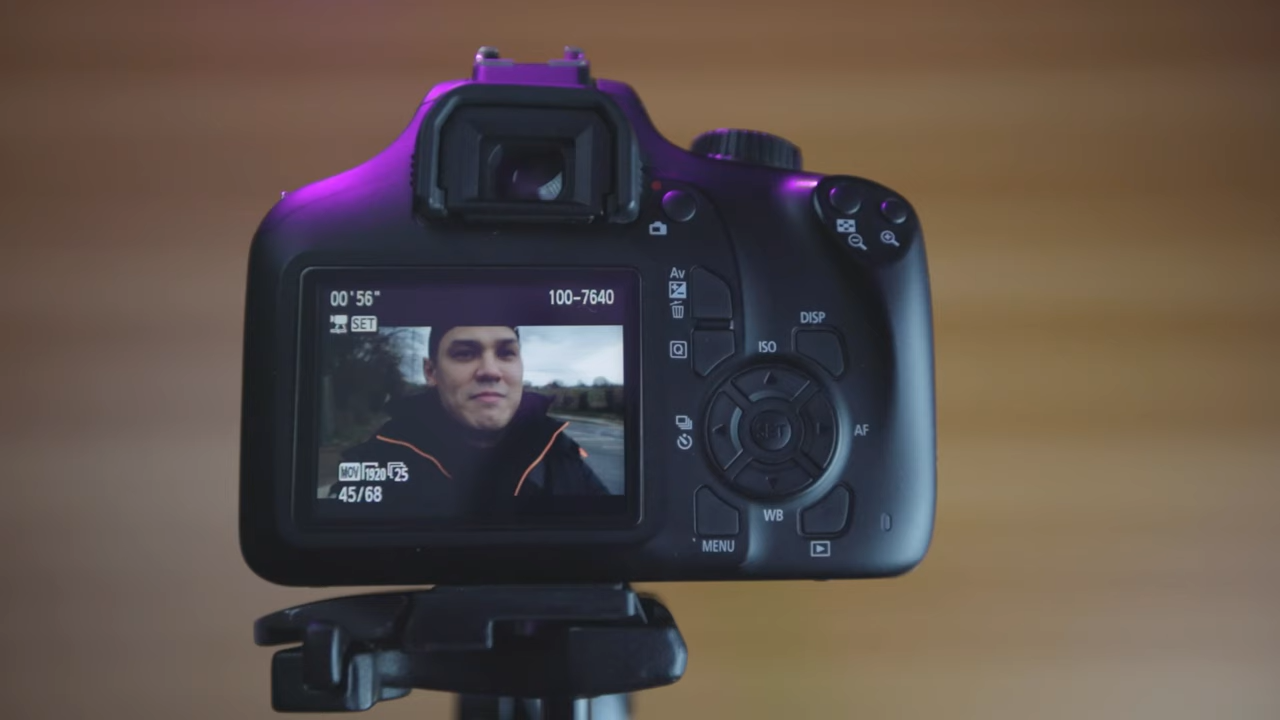 00'56"
100-7640
SET
MOV 1920 25
45/68
Av
Q
DISP
ISO
SET
AF
WB
MENU